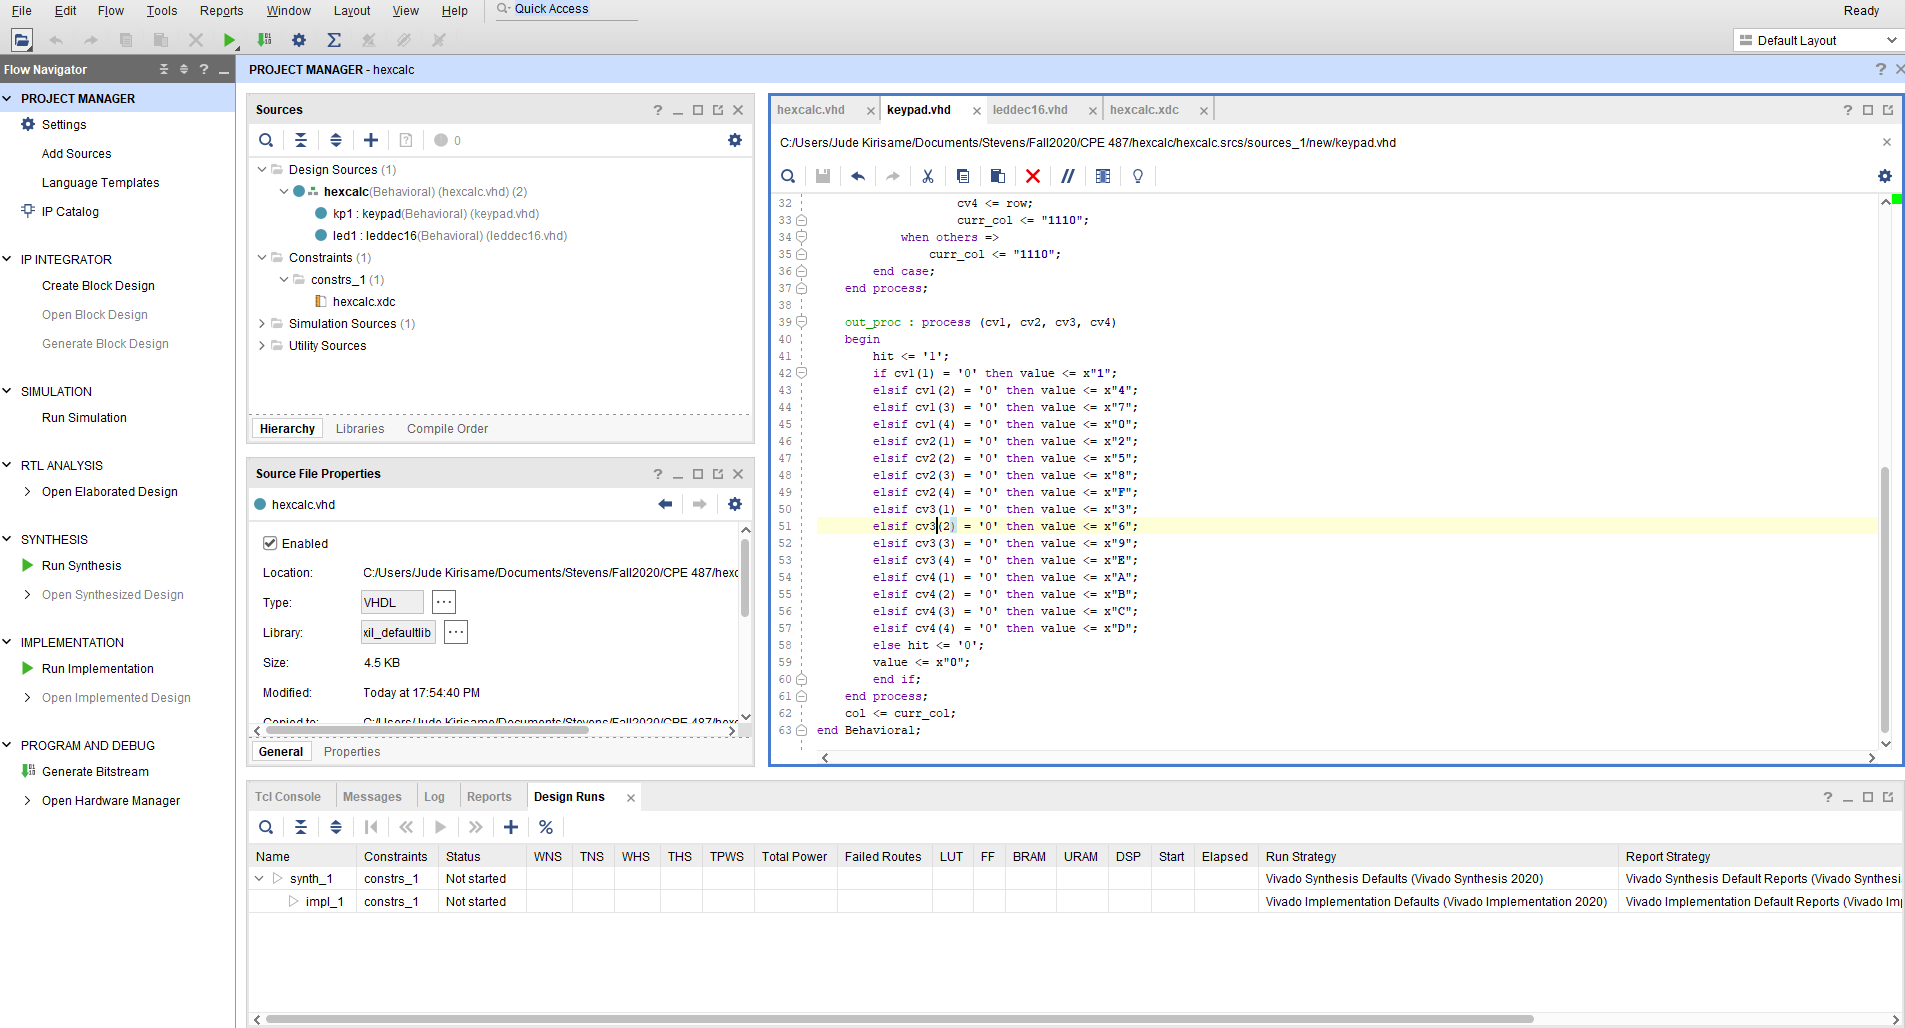 File Edit Flow Tools Reports Window Layout View Help Quick Access Ready
Default Layout
Flow Navigator ?
PROJECT MANAGER - hexcalc ?
PROJECT MANAGER
Settings
Add Sources
Language Templates
IP Catalog
IP INTEGRATOR
Create Block Design
Open Block Design
Generate Block Design
SIMULATION
Run Simulation
RTL ANALYSIS
Open Elaborated Design
SYNTHESIS
Run Synthesis
Open Synthesized Design
IMPLEMENTATION
Run Implementation
Open Implemented Design
PROGRAM AND DEBUG
Generate Bitstream
Open Hardware Manager
Sources ?
0
Design Sources (1)
hexcalc(Behavioral) (hexcalc.vhd) (2)
kp1 : keypad(Behavioral) (keypad.vhd)
led1 : leddec16(Behavioral) (leddec16.vhd)
Constraints (1)
constrs_1 (1)
hexcalc.xdc
Simulation Sources (1)
Utility Sources
Hierarchy Libraries Compile Order
Source File Properties ?
hexcalc.vhd
Enabled
Location: C:/Users/Jude Kirisame/Documents/Stevens/Fall2020/CPE 487/hexc
Type: VHDL ...
Library: xil_defaultlib ...
Size: 4.5 KB
Modified: Today at 17:54:40 PM
Copied to: C:/Users/Jude Kirisame/Documents/Stevens/Fall2020/CPE 487/hexc
General Properties
hexcalc.vhd keypad.vhd leddec16.vhd hexcalc.xdc ?
C:/Users/Jude Kirisame/Documents/Stevens/Fall2020/CPE 487/hexcalc/hexcalc.srcs/sources_1/new/keypad.vhd
32 cv4 <= row;
33 curr_col <= "1110";
34 when others =>
35 curr_col <= "1110";
36 end case;
37 end process;
38
39 out_proc : process (cv1, cv2, cv3, cv4)
40 begin
41 hit <= '1';
42 if cv1(1) = '0' then value <= x"1";
43 elsif cv1(2) = '0' then value <= x"4";
44 elsif cv1(3) = '0' then value <= x"7";
45 elsif cv1(4) = '0' then value <= x"0";
46 elsif cv2(1) = '0' then value <= x"2";
47 elsif cv2(2) = '0' then value <= x"5";
48 elsif cv2(3) = '0' then value <= x"8";
49 elsif cv2(4) = '0' then value <= x"F";
50 elsif cv3(1) = '0' then value <= x"3";
51 elsif cv3(2) = '0' then value <= x"6";
52 elsif cv3(3) = '0' then value <= x"9";
53 elsif cv3(4) = '0' then value <= x"E";
54 elsif cv4(1) = '0' then value <= x"A";
55 elsif cv4(2) = '0' then value <= x"B";
56 elsif cv4(3) = '0' then value <= x"C";
57 elsif cv4(4) = '0' then value <= x"D";
58 else hit <= '0';
59 value <= x"0";
60 end if;
61 end process;
62 col <= curr_col;
63 end Behavioral;
Tcl Console Messages Log Reports Design Runs ?
Name Constraints Status WNS TNS WHS THS TPWS Total Power Failed Routes LUT FF BRAM URAM DSP Start Elapsed Run Strategy Report Strategy
synth_1 constrs_1 Not started Vivado Synthesis Defaults (Vivado Synthesis 2020) Vivado Synthesis Default Reports (Vivado Synthesis
impl_1 constrs_1 Not started Vivado Implementation Defaults (Vivado Implementation 2020) Vivado Implementation Default Reports (Vivado Imp